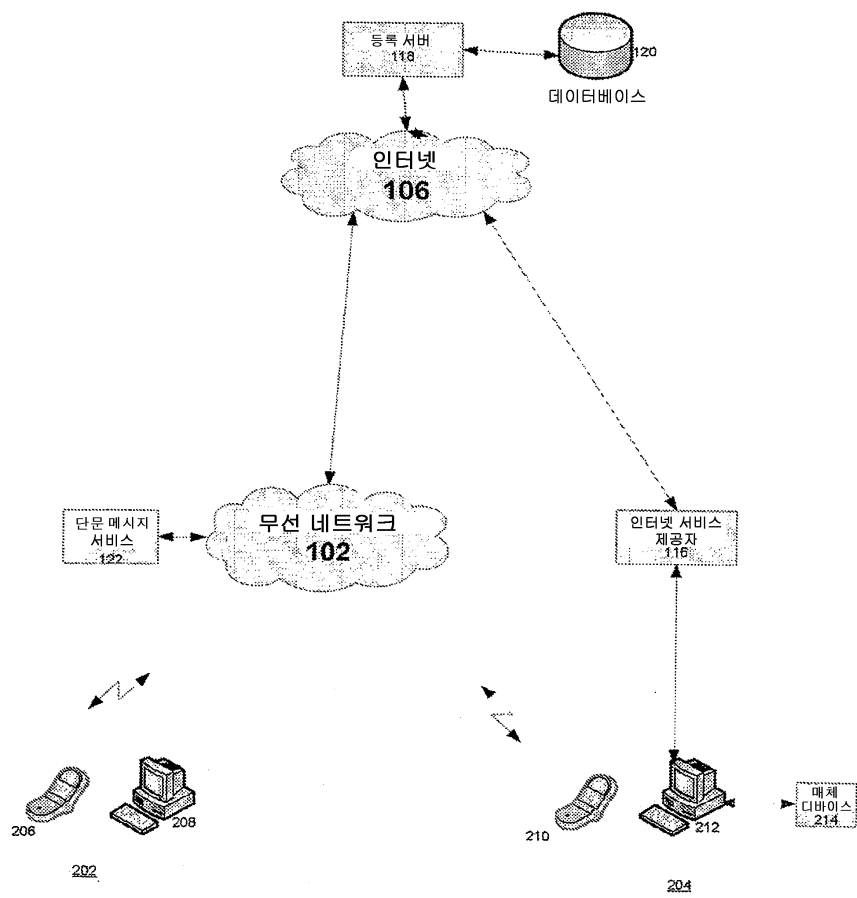 등록 서버
118
120
데이터베이스
인터넷
106
단문 메시지
서비스
122
무선 네트워크
102
인터넷 서비스
제공자
116
206
208
202
210
212
매체
디바이스
214
204